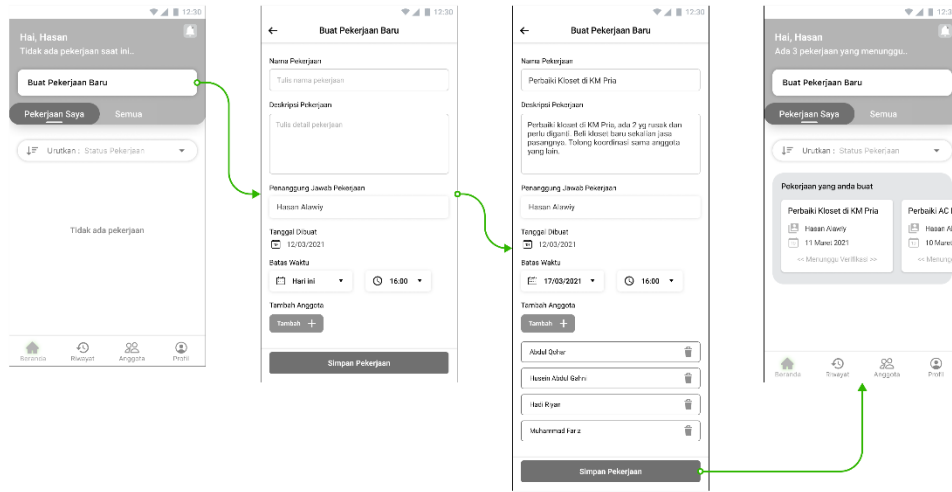 12:30
Hai, Hasan
Tidak ada pekerjaan saat ini..
Buat Pekerjaan Baru
Pekerjaan Saya
Semua
Urutkan : Status Pekerjaan
Tidak ada pekerjaan
Beranda
Riwayat
Anggota
Profil
12:30
Buat Pekerjaan Baru
Nama Pekerjaan
Tulis nama pekerjaan
Deskripsi Pekerjaan
Tulis detail pekerjaan
Penanggung Jawab Pekerjaan
Hasan Alawiy
Tanggal Dibuat
12/03/2021
Batas Waktu
Hari ini
16:00
Tambah Anggota
Tambah +
Simpan Pekerjaan
12:30
Buat Pekerjaan Baru
Nama Pekerjaan
Perbaiki Kloset di KM Pria
Deskripsi Pekerjaan
Perbaiki kloset di KM Pria, ada 2 yg rusak dan
perlu diganti. Beli kloset baru sekalian jasa
pasangnya. Tolong koordinasi sama anggota
yang lain.
Penanggung Jawab Pekerjaan
Hasan Alawiy
Tanggal Dibuat
12/03/2021
Batas Waktu
17/03/2021
16:00
Tambah Anggota
Tambah +
Abdul Qohar
Husein Abdul Gahni
Hadi Riyan
Muhammad Fariz
Simpan Pekerjaan
12:3
Hai, Hasan
Ada 3 pekerjaan yang menunggu..
Buat Pekerjaan Baru
Pekerjaan Saya
Semua
Urutkan : Status Pekerjaan
Pekerjaan yang anda buat
Perbaiki Kloset di KM Pria
Hasan Alawiy
11 Maret 2021
<< Menunggu Verifikasi >>
Perbaiki AC
Hasan Al
10 Maret
<< Menungg
Beranda
Riwayat
Anggota
Profil